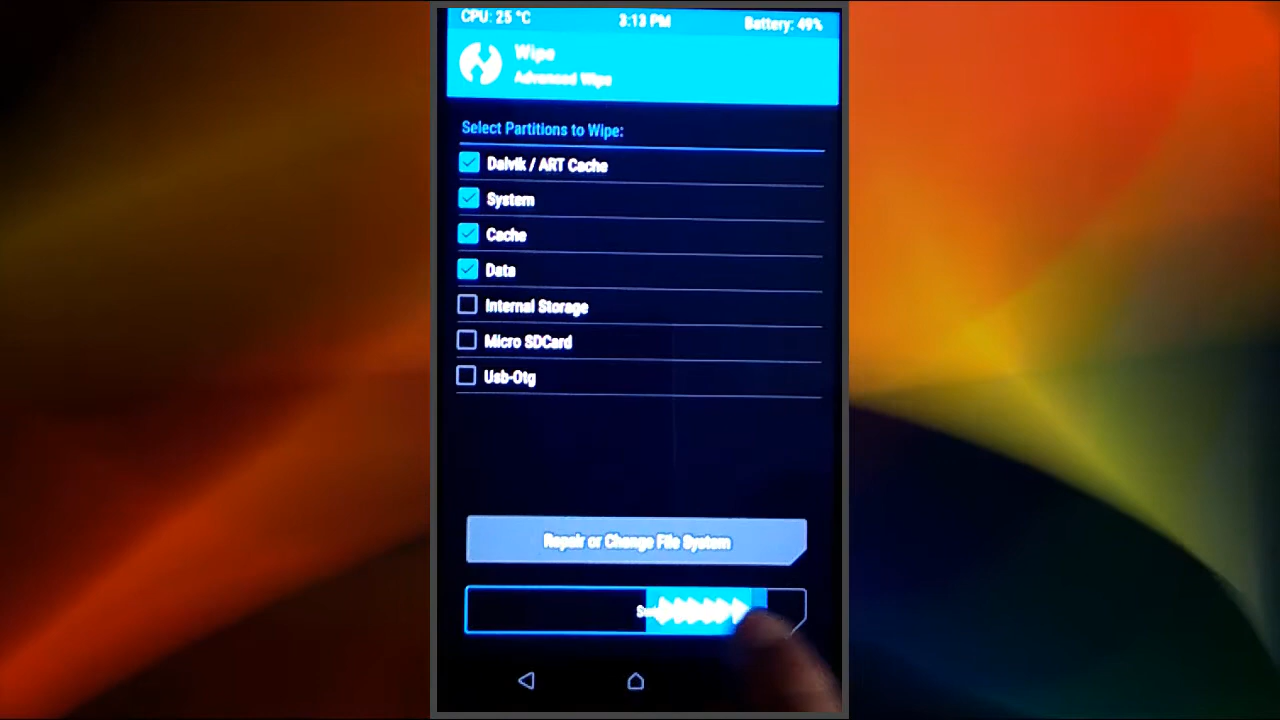 CPU: 25 °C 3:13 PM Battery: 49%
Wipe
Advanced Wipe
Select Partitions to Wipe:
Dalvik / ART Cache
System
Cache
Data
Internal Storage
Micro SDCard
Usb-Otg
Repair or Change File System